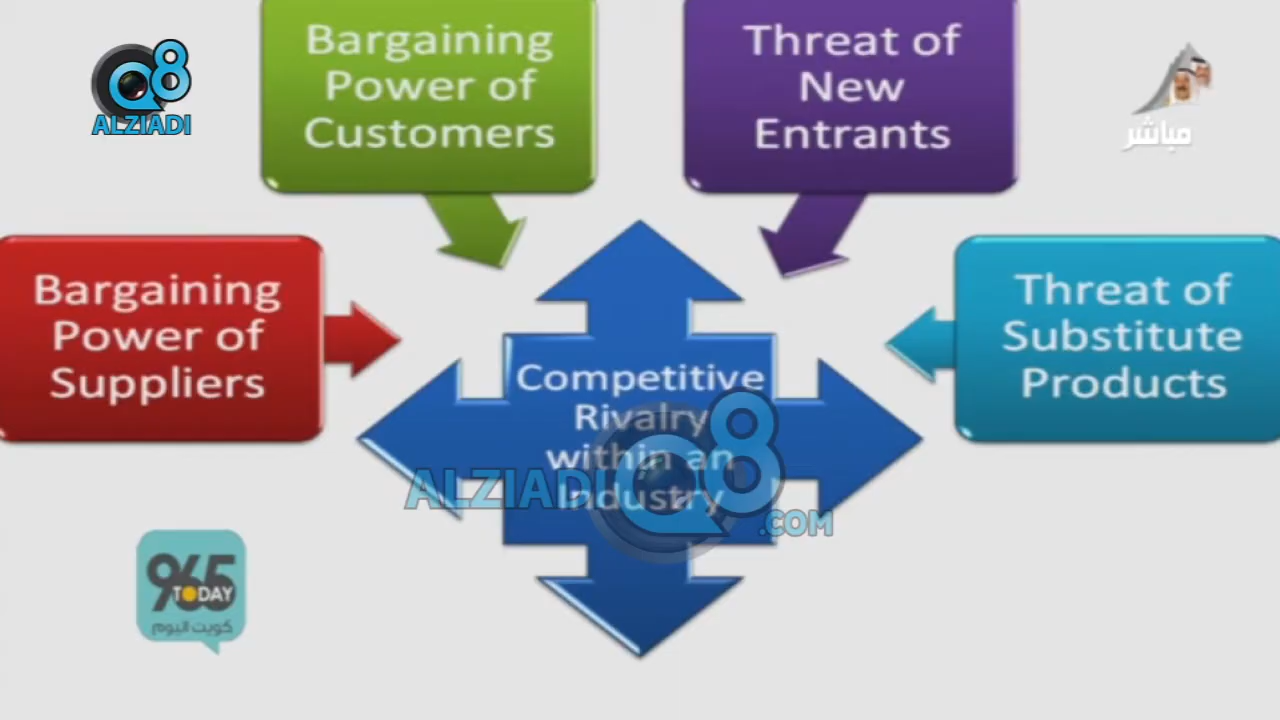 Bargaining
Power of
Customers
Threat of
New
Entrants
Q8
ALZIADI
مباشر
Bargaining
Power of
Suppliers
Threat of
Substitute
Products
Competitive
Rivalry
within an
Industry
ALZIADI Q8
.COM
965
TODAY
كويت اليوم